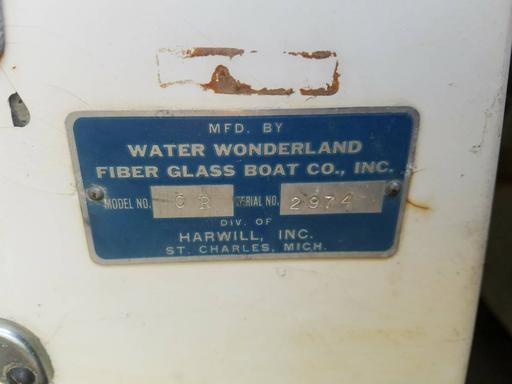 MFD. BY
WATER WONDERLAND
FIBER GLASS BOAT CO., INC.
MODEL NO. CR SERIAL NO. 2974
DIV. OF
HARWILL, INC.
ST. CHARLES, MICH.